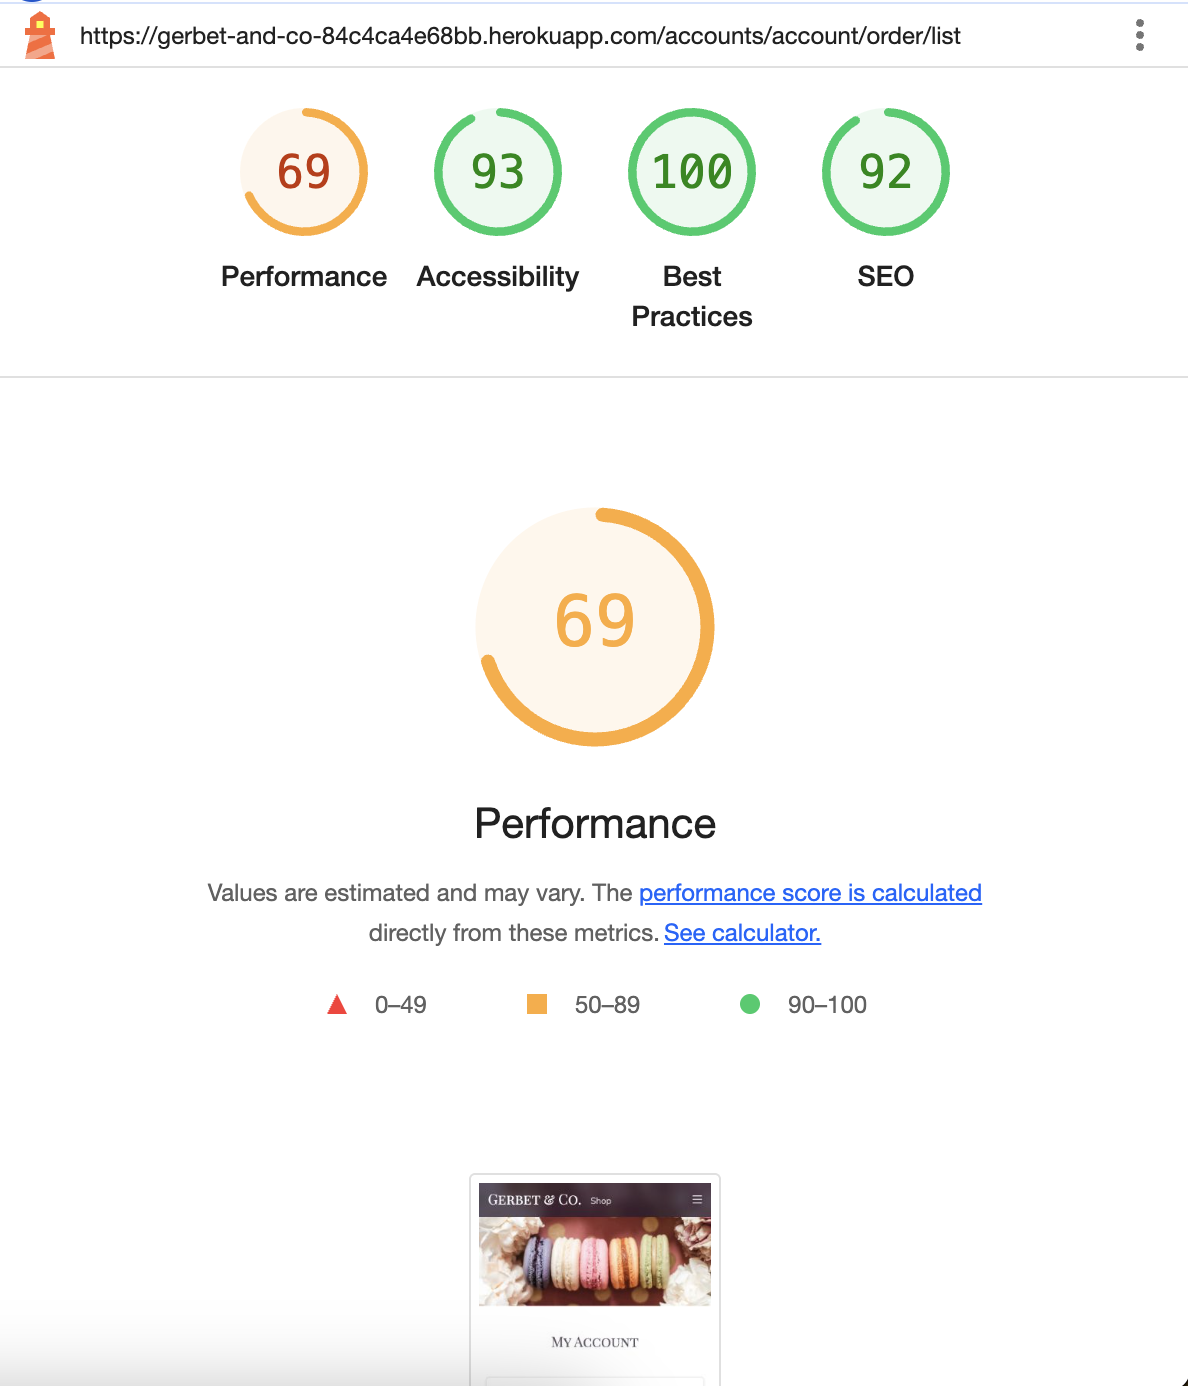 https://gerbet-and-co-84c4ca4e68bb.herokuapp.com/accounts/account/order/list
69
93
100
92
Performance
Accessibility
Best
Practices
SEO
69
Performance
Values are estimated and may vary. The performance score is calculated
directly from these metrics. See calculator.
0–49
50–89
90–100
GERBET & CO. Shop
MY ACCOUNT